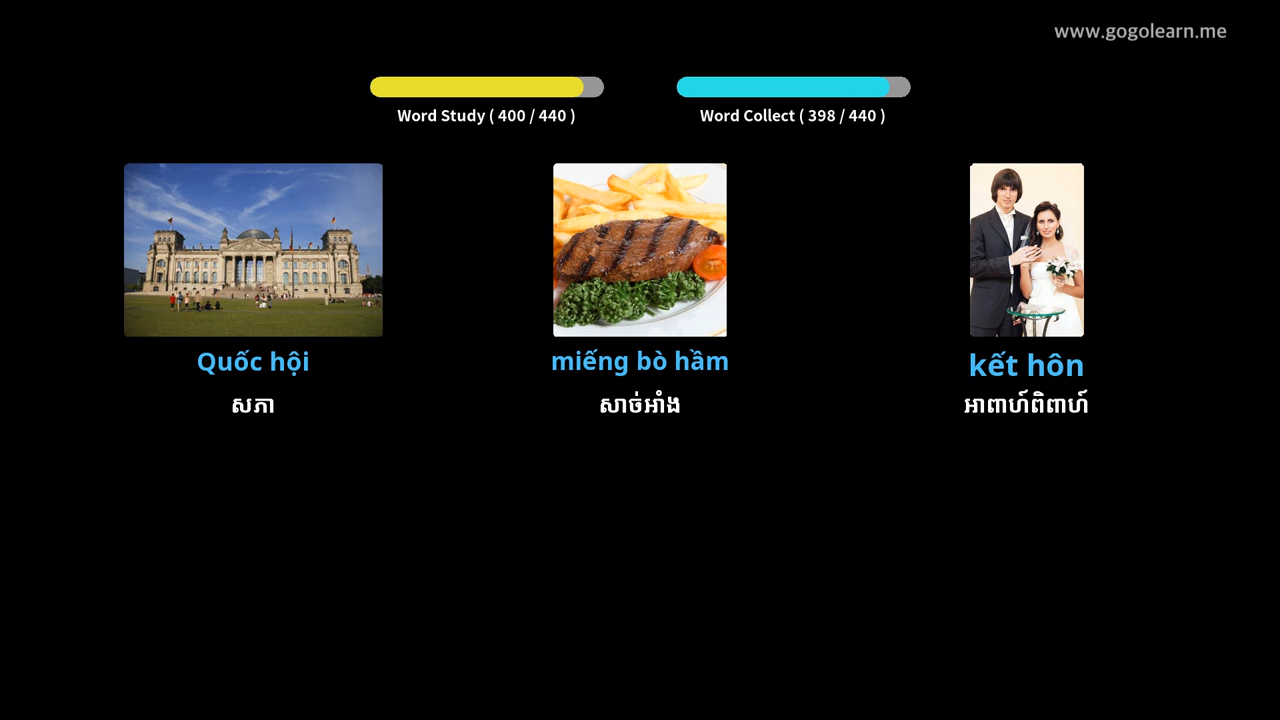 www.gogolearn.me
Word Study ( 400 / 440 )
Word Collect ( 398 / 440 )
Quốc hội
សភា
miếng bò hầm
សាច់អាំង
kết hôn
អាពាហ៍ពិពាហ៍